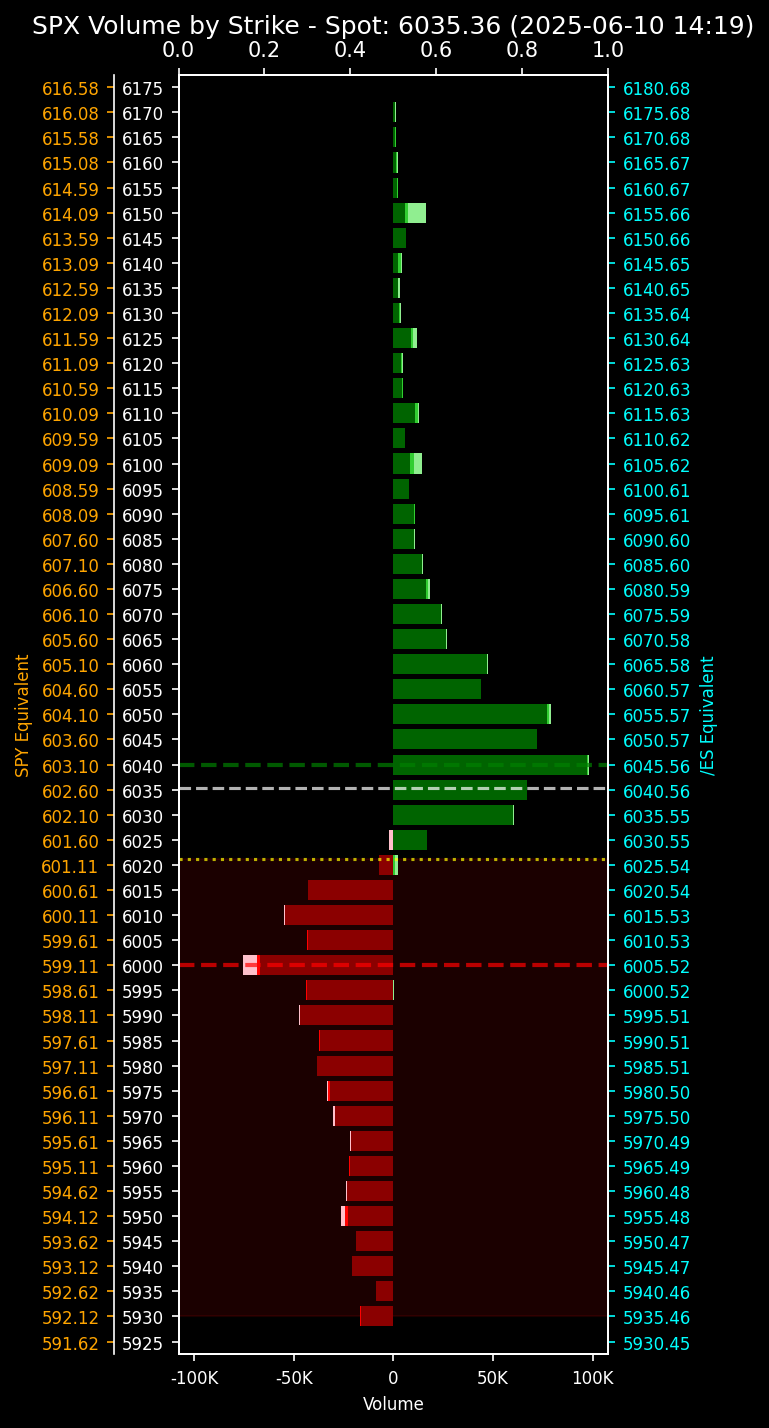 SPX Volume by Strike - Spot: 6035.36 (2025-06-10 14:19)
0.0 0.2 0.4 0.6 0.8 1.0
616.58 6175 6180.68
616.08 6170 6175.68
615.58 6165 6170.68
615.08 6160 6165.67
614.59 6155 6160.67
614.09 6150 6155.66
613.59 6145 6150.66
613.09 6140 6145.65
612.59 6135 6140.65
612.09 6130 6135.64
611.59 6125 6130.64
611.09 6120 6125.63
610.59 6115 6120.63
610.09 6110 6115.63
609.59 6105 6110.62
609.09 6100 6105.62
608.59 6095 6100.61
608.09 6090 6095.61
607.60 6085 6090.60
607.10 6080 6085.60
606.60 6075 6080.59
606.10 6070 6075.59
605.60 6065 6070.58
605.10 6060 6065.58
604.60 6055 6060.57
604.10 6050 6055.57
603.60 6045 6050.57
603.10 6040 6045.56
602.60 6035 6040.56
602.10 6030 6035.55
601.60 6025 6030.55
601.11 6020 6025.54
600.61 6015 6020.54
600.11 6010 6015.53
599.61 6005 6010.53
599.11 6000 6005.52
598.61 5995 6000.52
598.11 5990 5995.51
597.61 5985 5990.51
597.11 5980 5985.51
596.61 5975 5980.50
596.11 5970 5975.50
595.61 5965 5970.49
595.11 5960 5965.49
594.62 5955 5960.48
594.12 5950 5955.48
593.62 5945 5950.47
593.12 5940 5945.47
592.62 5935 5940.46
592.12 5930 5935.46
591.62 5925 5930.45
SPY Equivalent
/ES Equivalent
-100K -50K 0 50K 100K
Volume